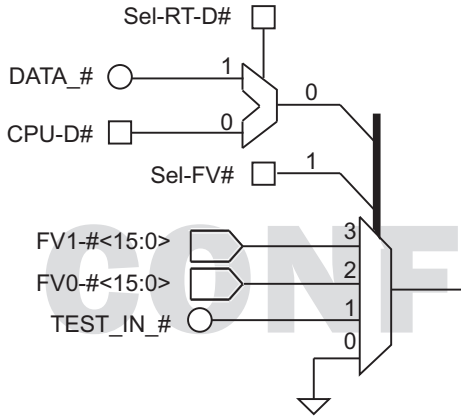 Sel-RT-D#
DATA_# 1
0
CPU-D# 0
Sel-FV# 1
CONF
FV1-#<15:0> 3
FV0-#<15:0> 2
TEST_IN_# 1
0